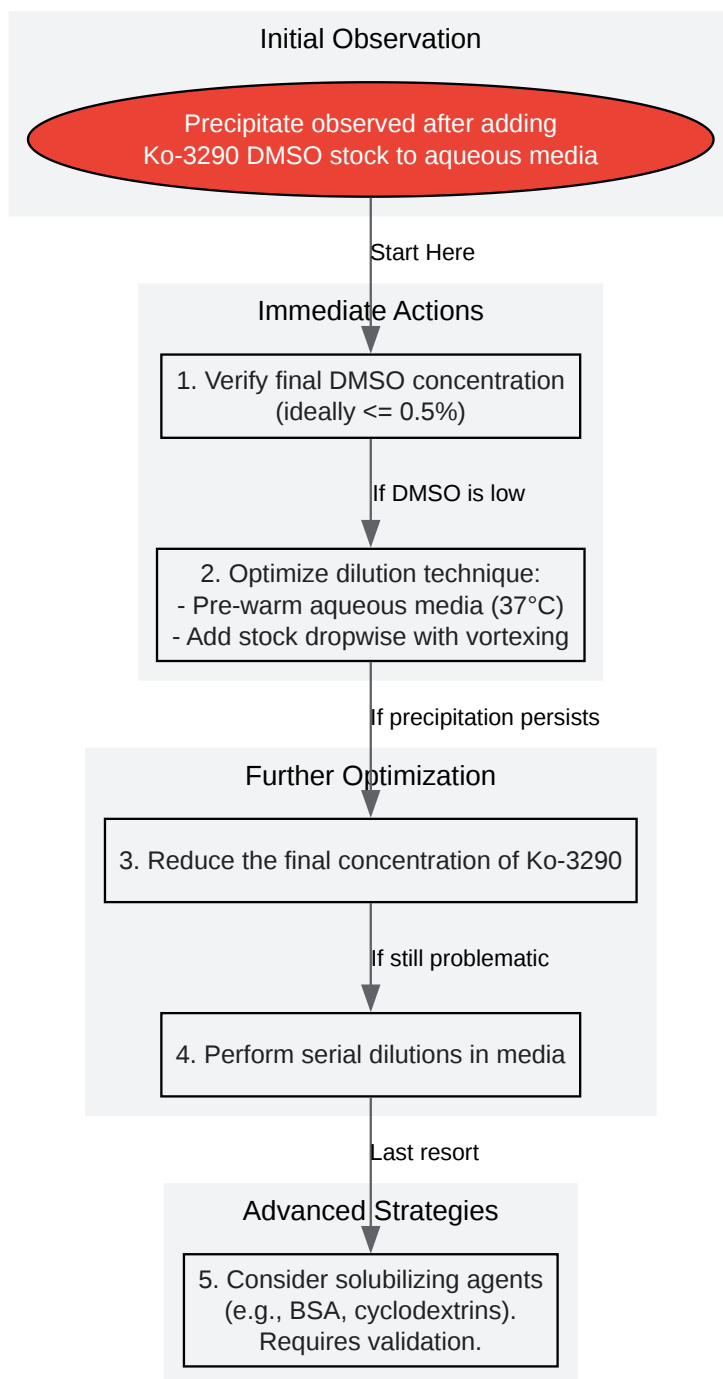 Initial Observation
Precipitate observed after adding
Ko-3290 DMSO stock to aqueous media
Start Here
Immediate Actions
1. Verify final DMSO concentration
(ideally <= 0.5%)
If DMSO is low
2. Optimize dilution technique:
- Pre-warm aqueous media (37°C)
- Add stock dropwise with vortexing
If precipitation persists
Further Optimization
3. Reduce the final concentration of Ko-3290
If still problematic
4. Perform serial dilutions in media
Last resort
Advanced Strategies
5. Consider solubilizing agents
(e.g., BSA, cyclodextrins).
Requires validation.